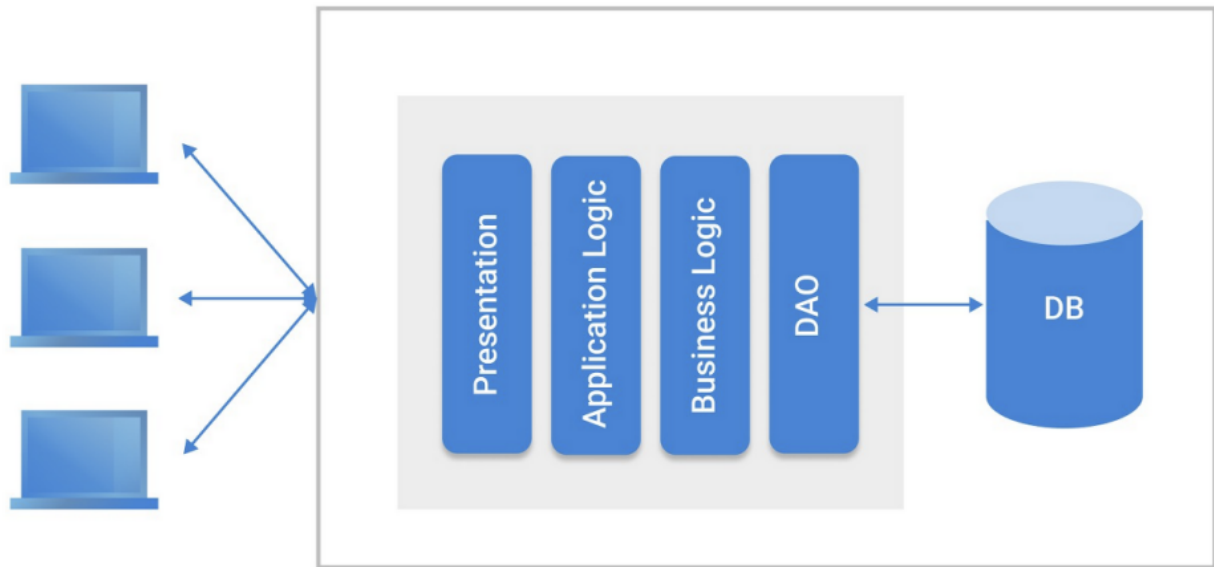 Presentation
Application Logic
Business Logic
DAO
DB